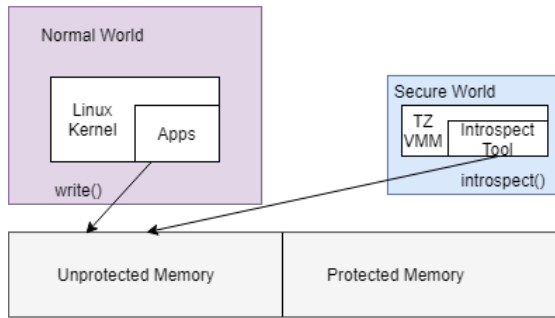 Normal World
Linux
Kernel
Apps
write()
Secure World
TZ
VMM
Introspect
Tool
introspect()
Unprotected Memory
Protected Memory